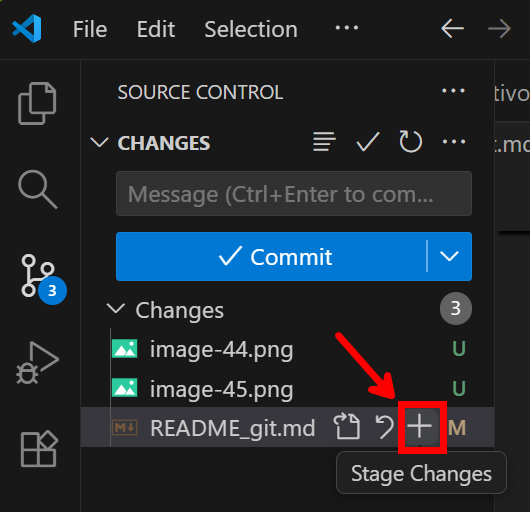 File Edit Selection ...
SOURCE CONTROL ...
tivo
CHANGES ...
t.md
Message (Ctrl+Enter to com...
Commit
3
Changes 3
image-44.png U
image-45.png U
README_git.md M
Stage Changes